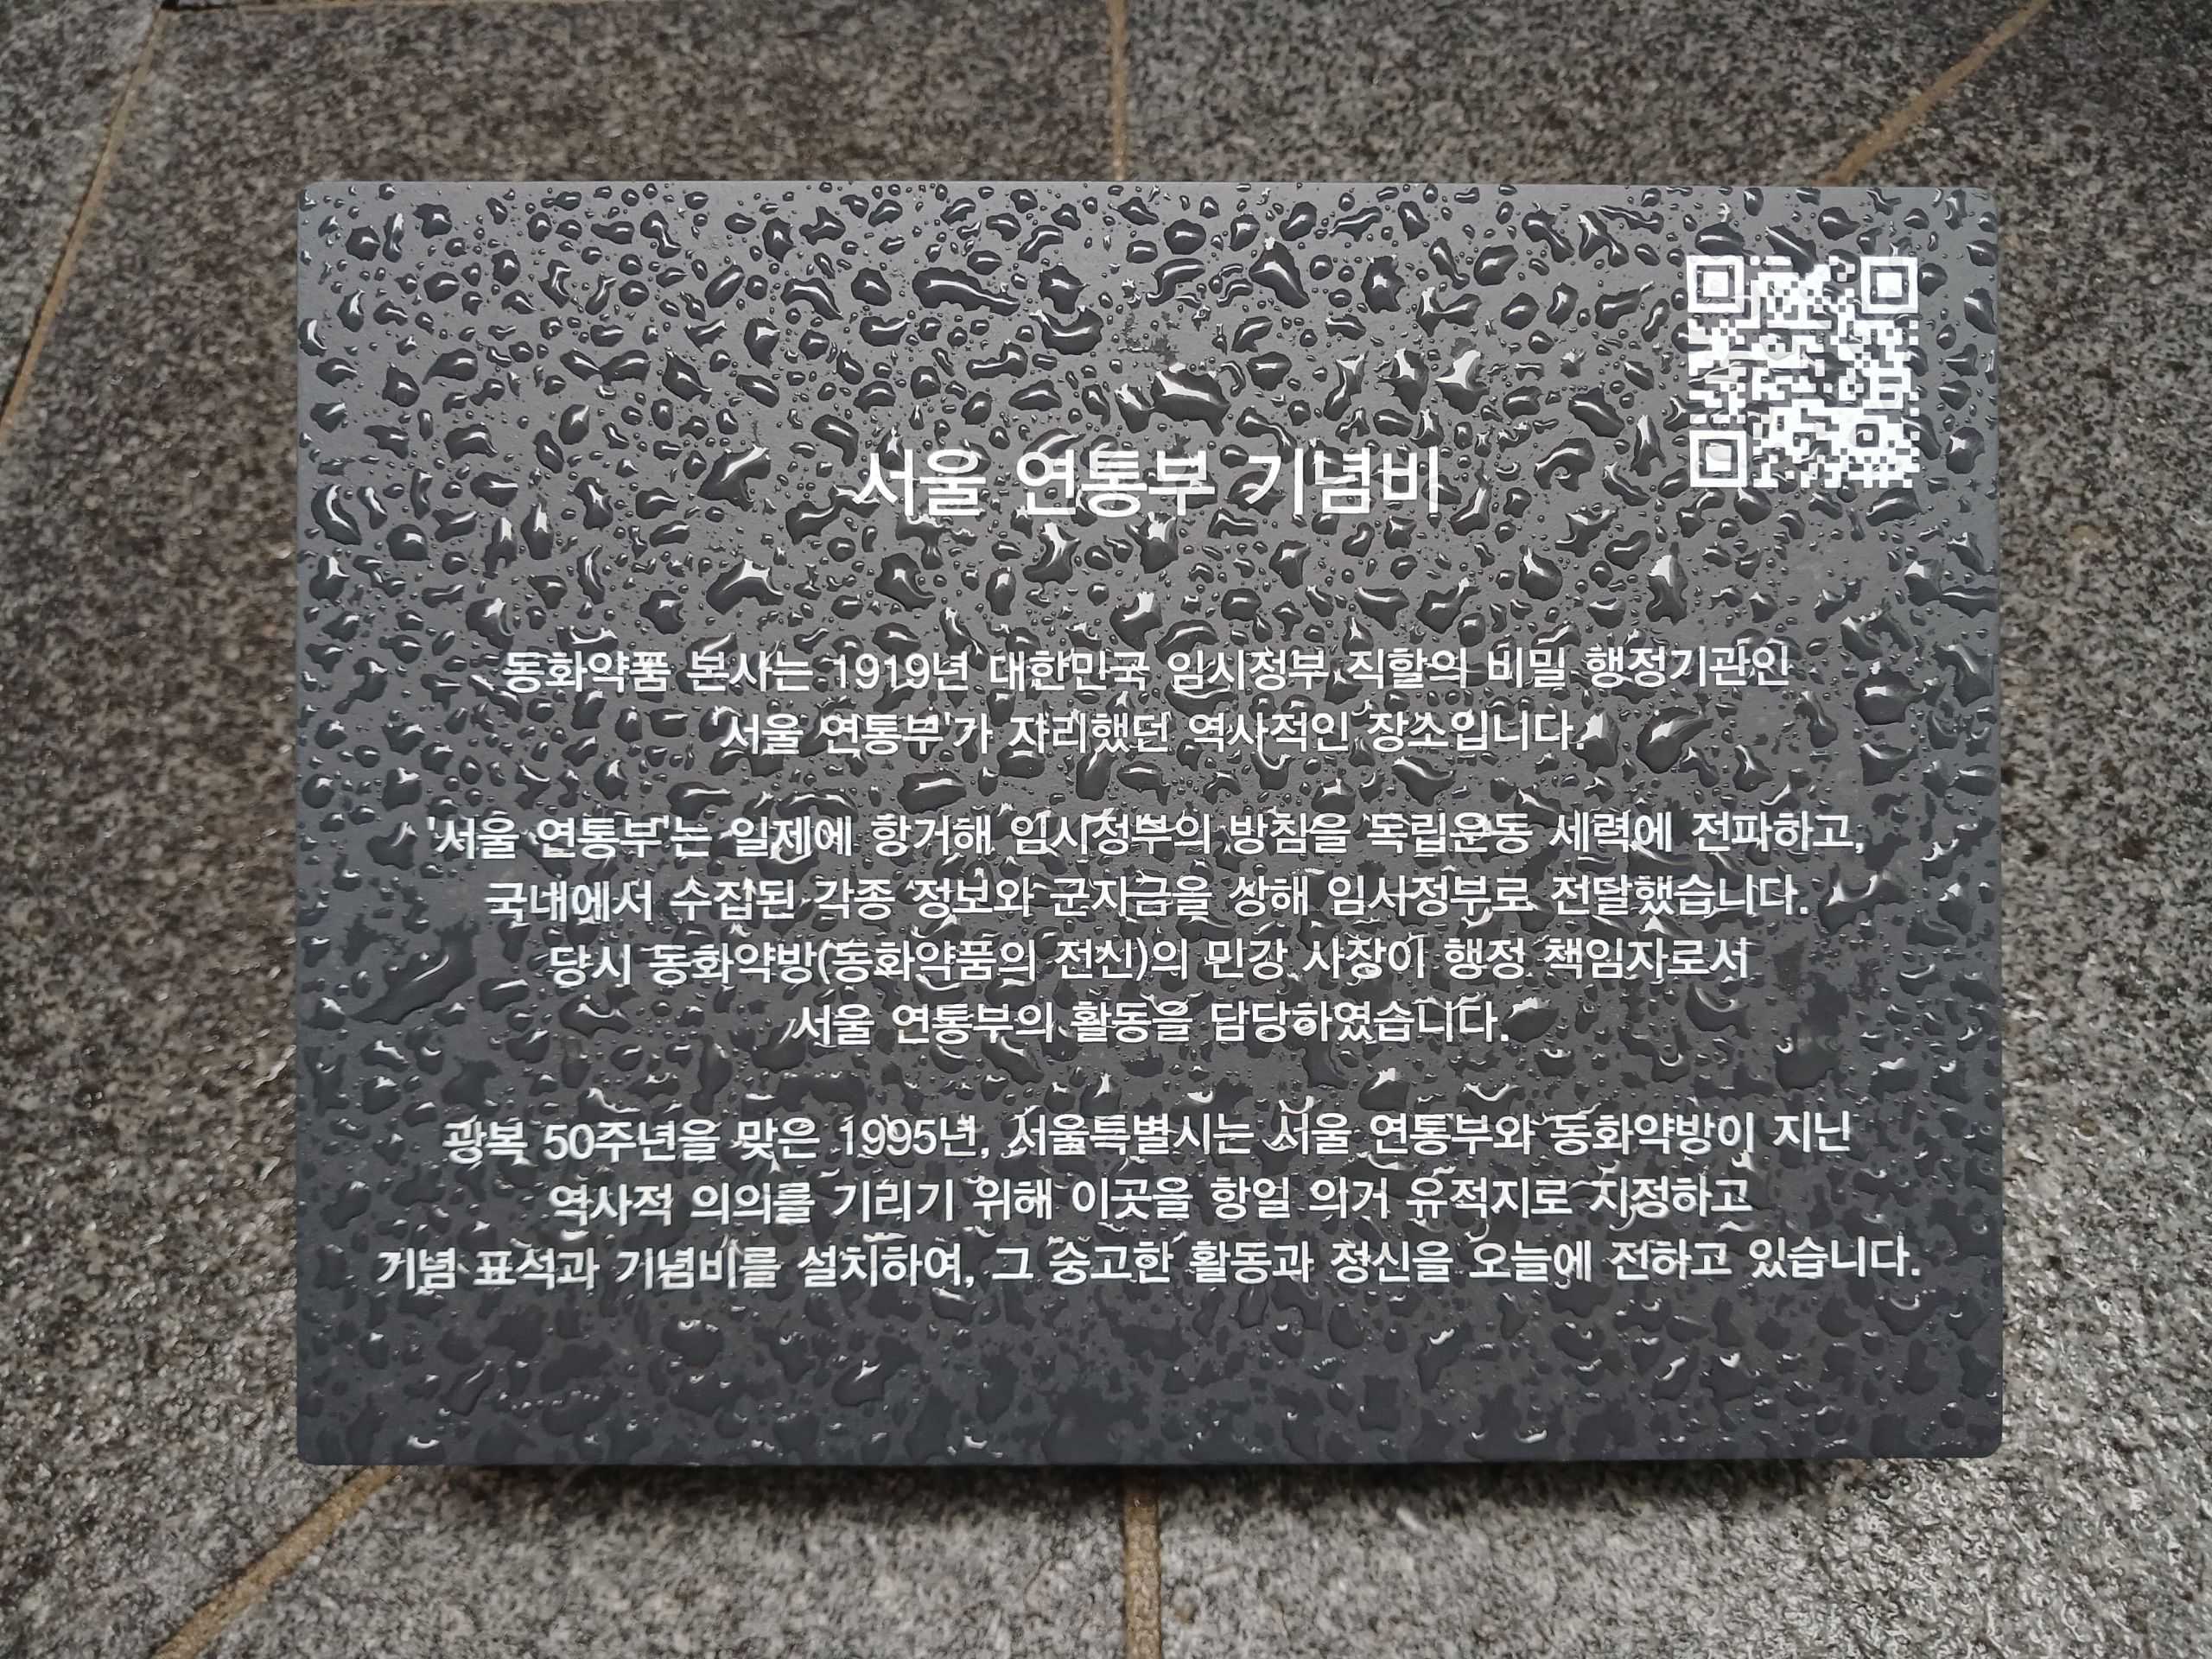 서울 연통부 기념비
동화약품 본사는 1919년 대한민국 임시정부 직할의 비밀 행정기관인
'서울 연통부'가 자리했던 역사적인 장소입니다.
'서울 연통부'는 일제에 항거해 임시정부의 방침을 독립운동 세력에 전파하고,
국내에서 수집된 각종 정보와 군자금을 상해 임시정부로 전달했습니다.
당시 동화약방(동화약품의 전신)의 민강 사장이 행정 책임자로서
서울 연통부의 활동을 담당하였습니다.
광복 50주년을 맞은 1995년, 서울특별시는 서울 연통부와 동화약방이 지닌
역사적 의의를 기리기 위해 이곳을 항일 의거 유적지로 지정하고
기념 표석과 기념비를 설치하여, 그 숭고한 활동과 정신을 오늘에 전하고 있습니다.